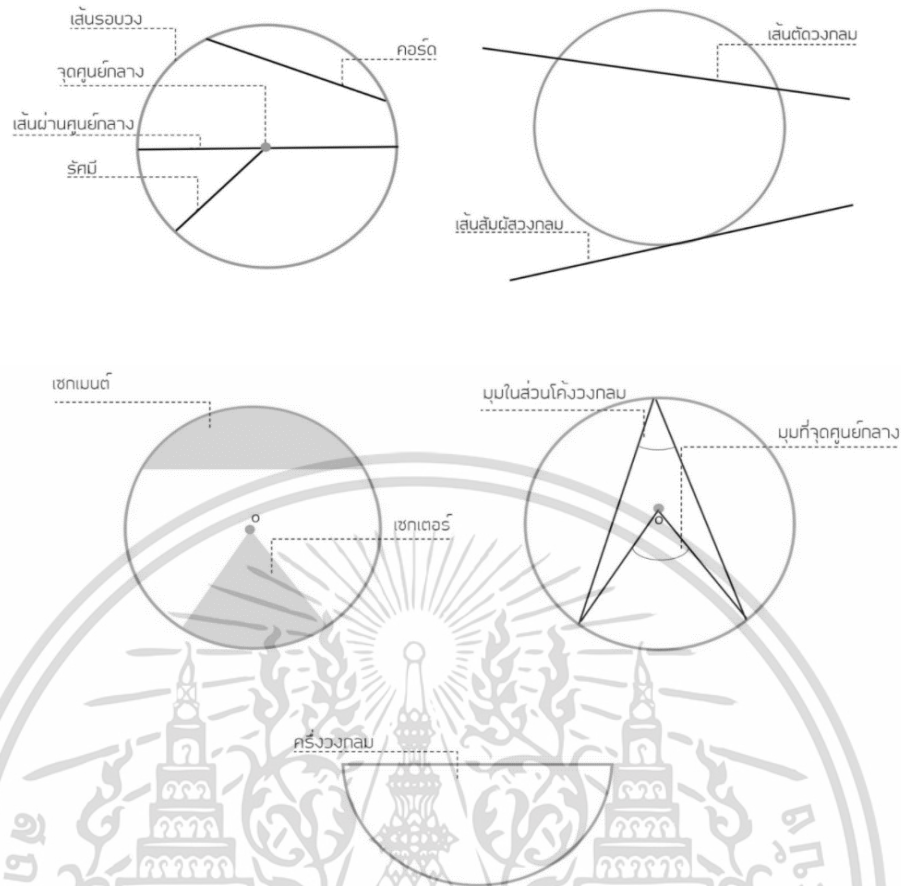 เส้นรอบวง
คอร์ด
จุดศูนย์กลาง
เส้นผ่านศูนย์กลาง
รัศมี
เส้นตัดวงกลม
เส้นสัมผัสวงกลม
เซกเมนต์
O
เซกเตอร์
มุมในส่วนโค้งวงกลม
มุมที่จุดศูนย์กลาง
O
ครึ่งวงกลม